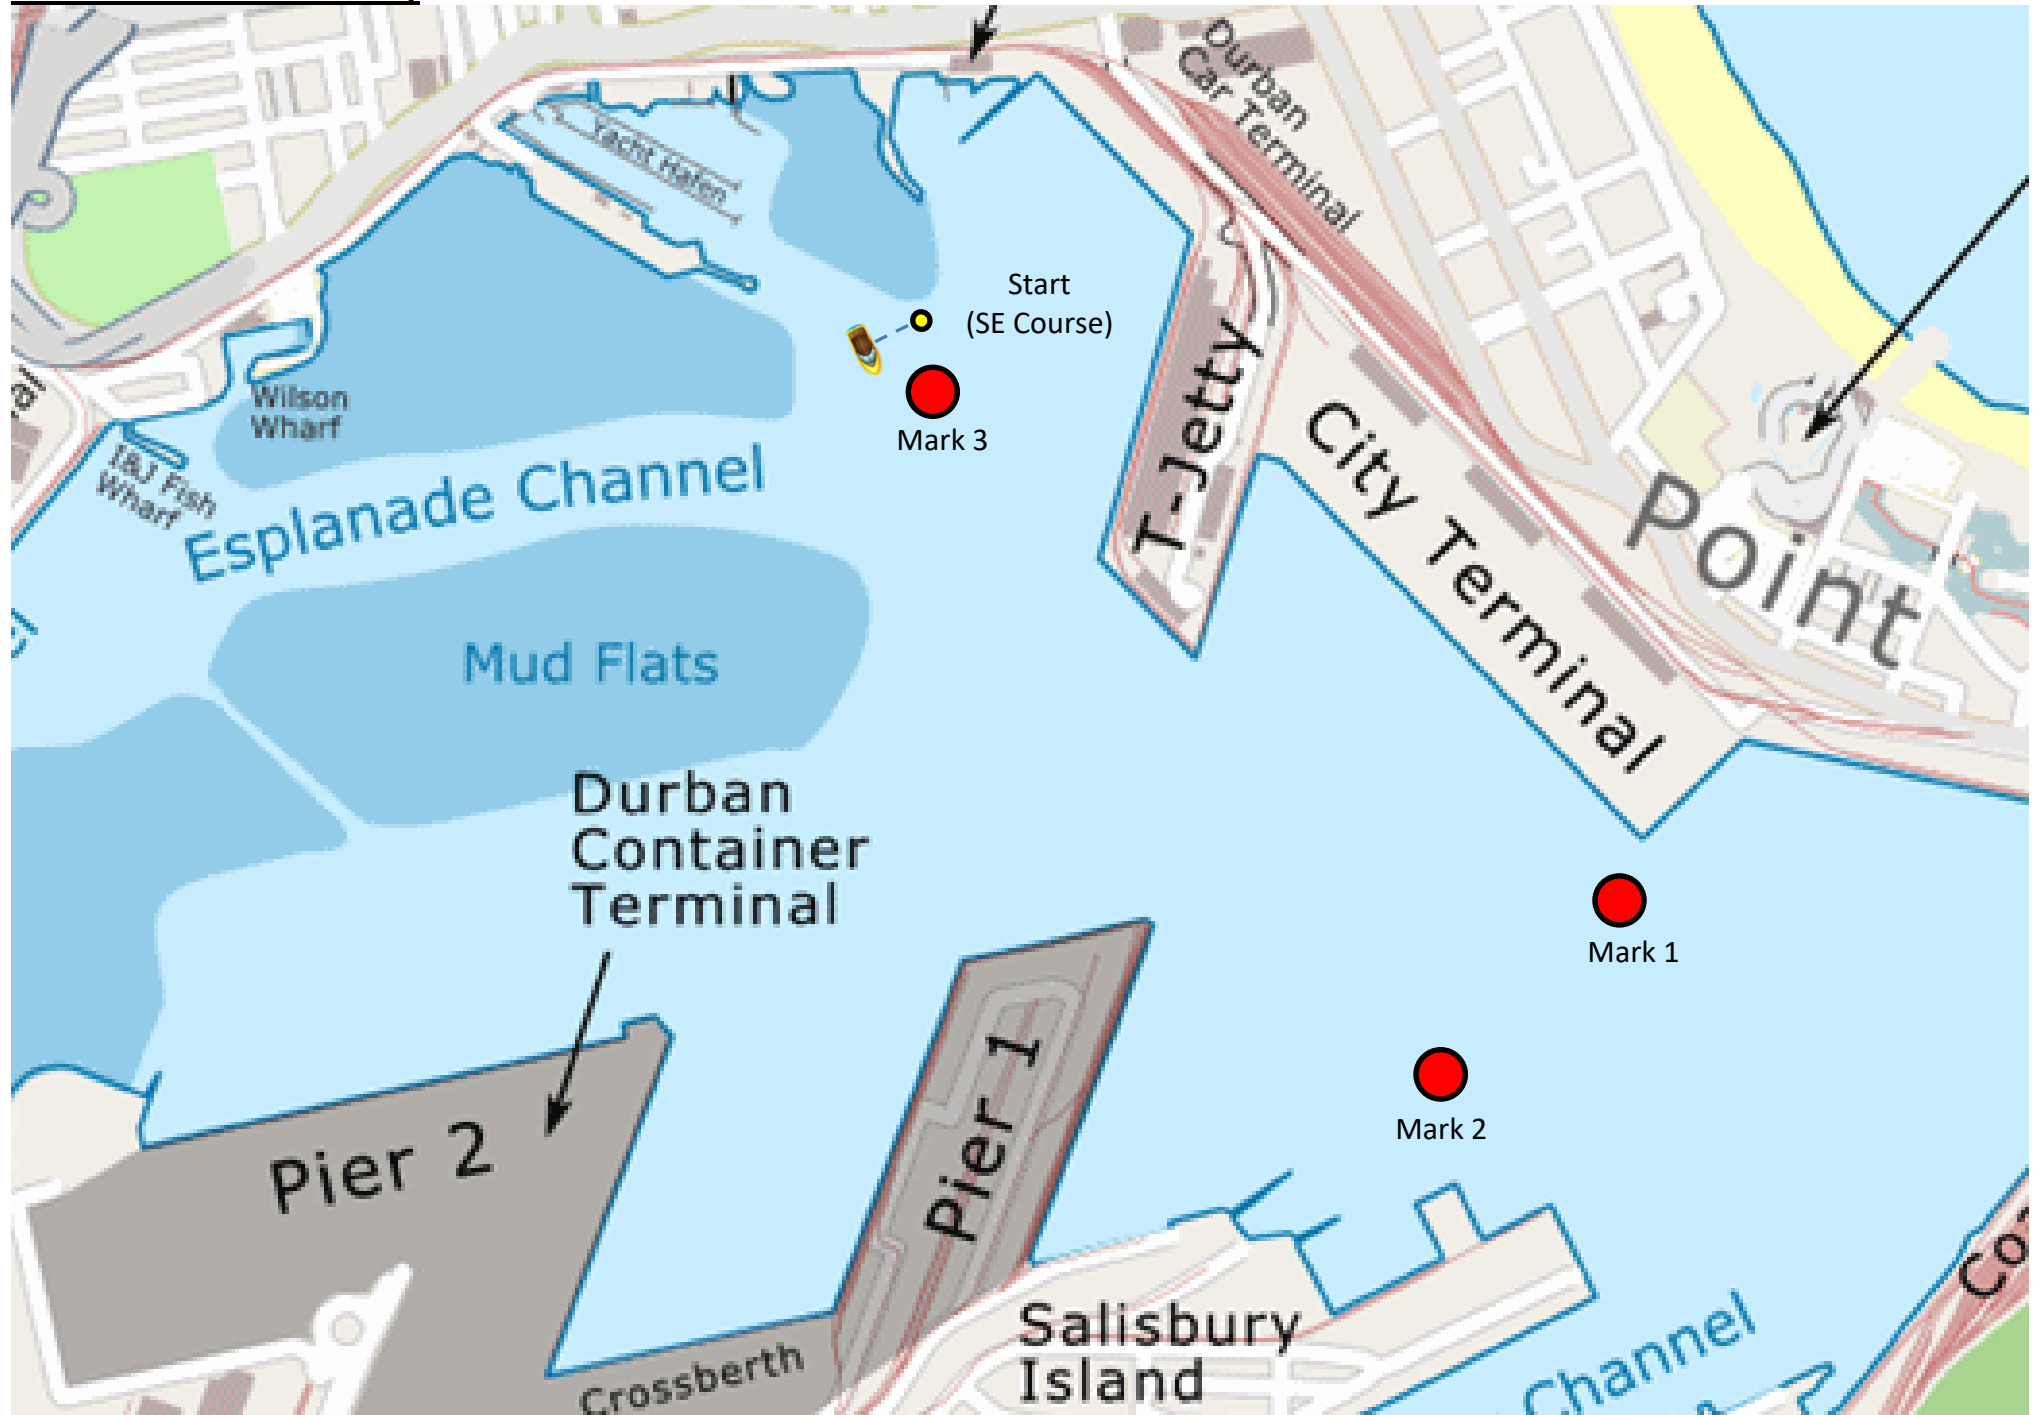 Durban
Car Terminal
Yacht Hafen
Start
(SE Course)
Wilson
Wharf
Mark 3
I&J Fish
Wharf
Esplanade Channel
T-Jetty
City Terminal
Point
Mud Flats
Durban
Container
Terminal
Mark 1
Mark 2
Pier 1
Pier 2
Salisbury
Island
Crossberth
Channel